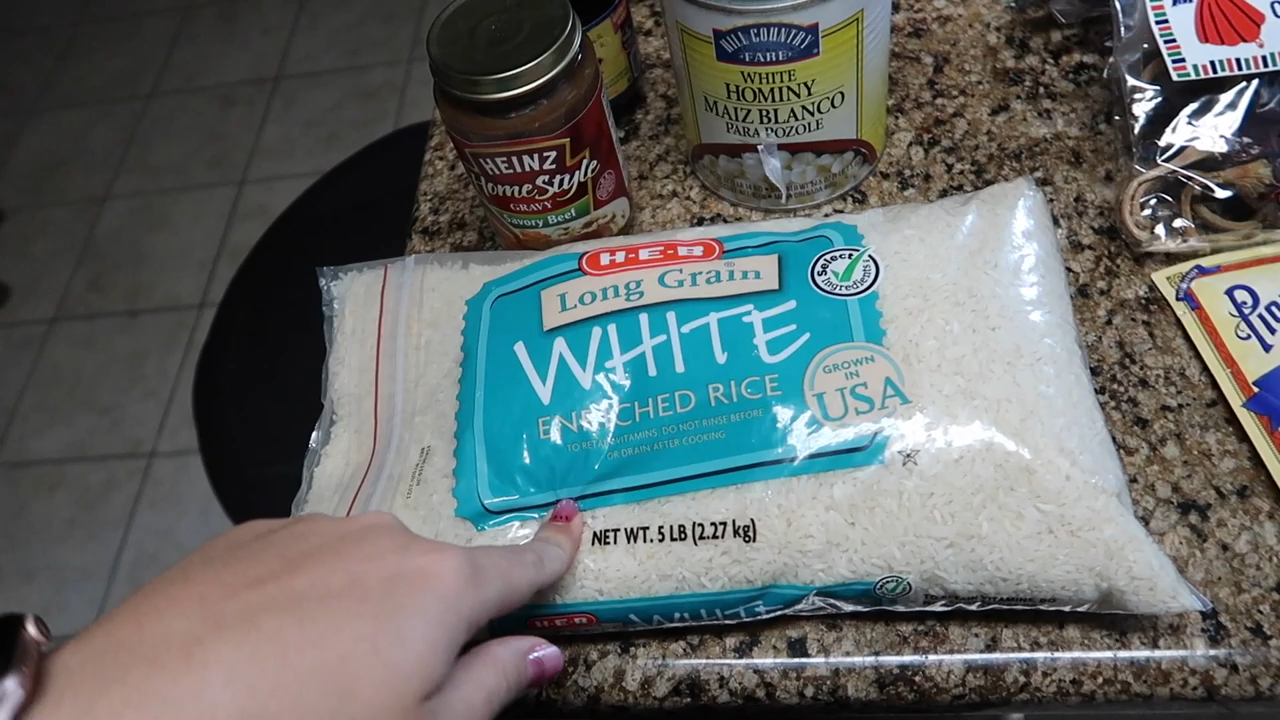 HILL COUNTRY
FARE
WHITE
HOMINY
MAIZ BLANCO
PARA POZOLE
HEINZ
HomeStyle
GRAVY
Savory Beef
H-E-B
Long Grain®
WHITE
ENRICHED RICE
TO RETAIN VITAMINS, DO NOT RINSE BEFORE
OR DRAIN AFTER COOKING
Select
Ingredients
GROWN
IN
USA
NET WT. 5 LB (2.27 kg)
H-E-B
WHITE